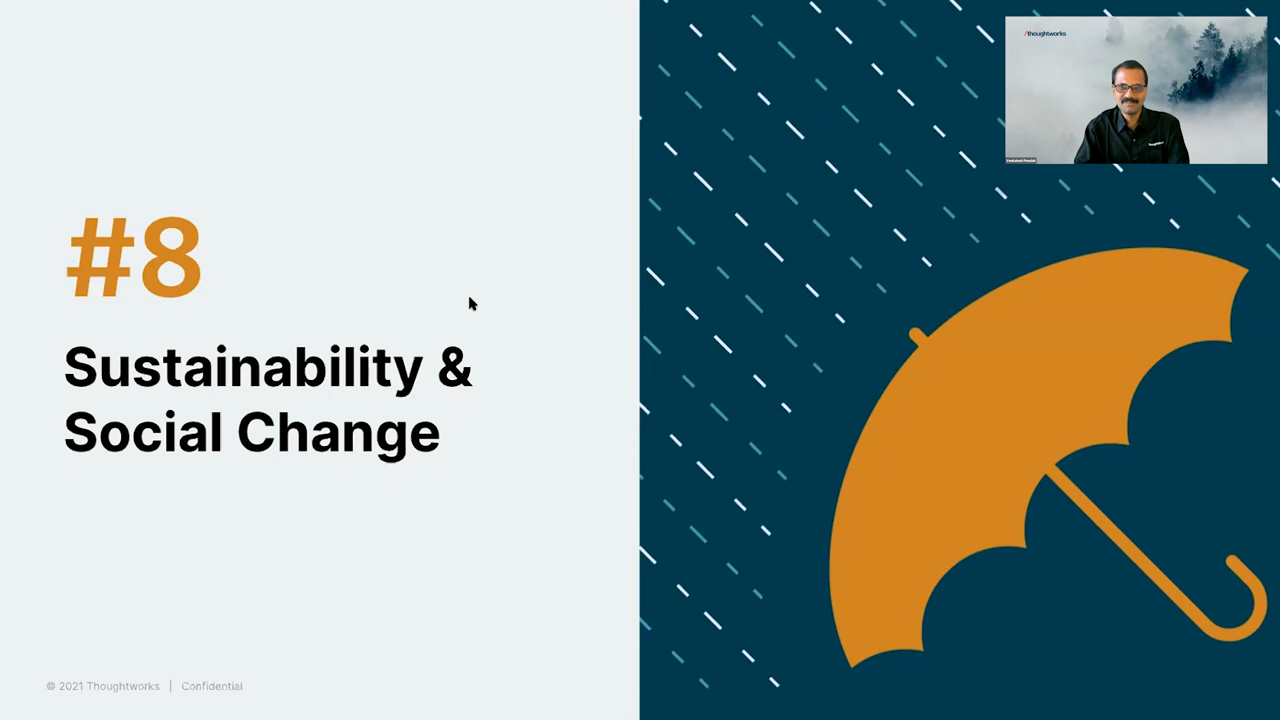 /thoughtworks
#8
Sustainability &
Social Change
© 2021 Thoughtworks | Confidential